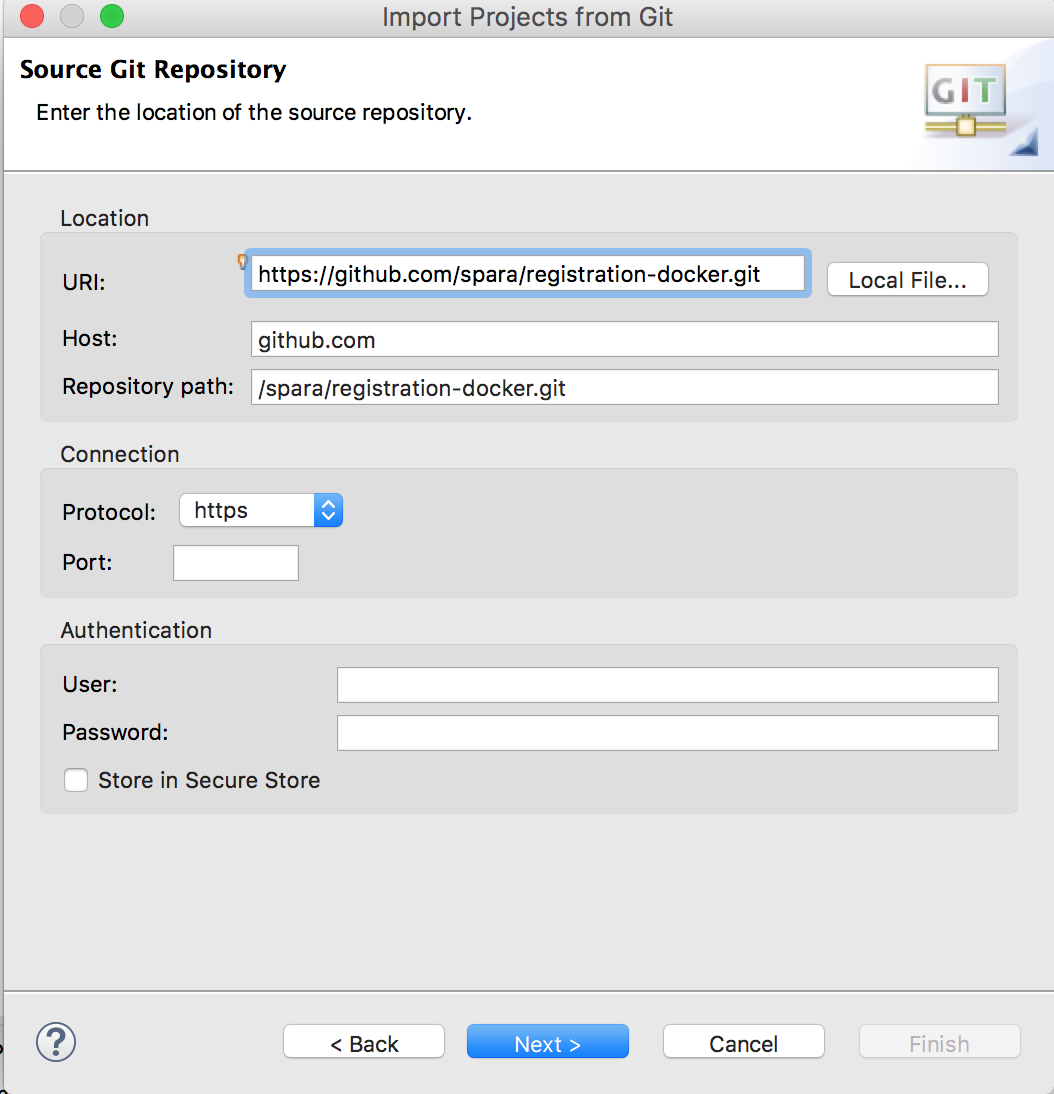 Import Projects from Git
Source Git Repository
Enter the location of the source repository.
GIT
Location
URI: https://github.com/spara/registration-docker.git Local File...
Host: github.com
Repository path: /spara/registration-docker.git
Connection
Protocol: https
Port:
Authentication
User:
Password:
Store in Secure Store
? < Back Next > Cancel Finish